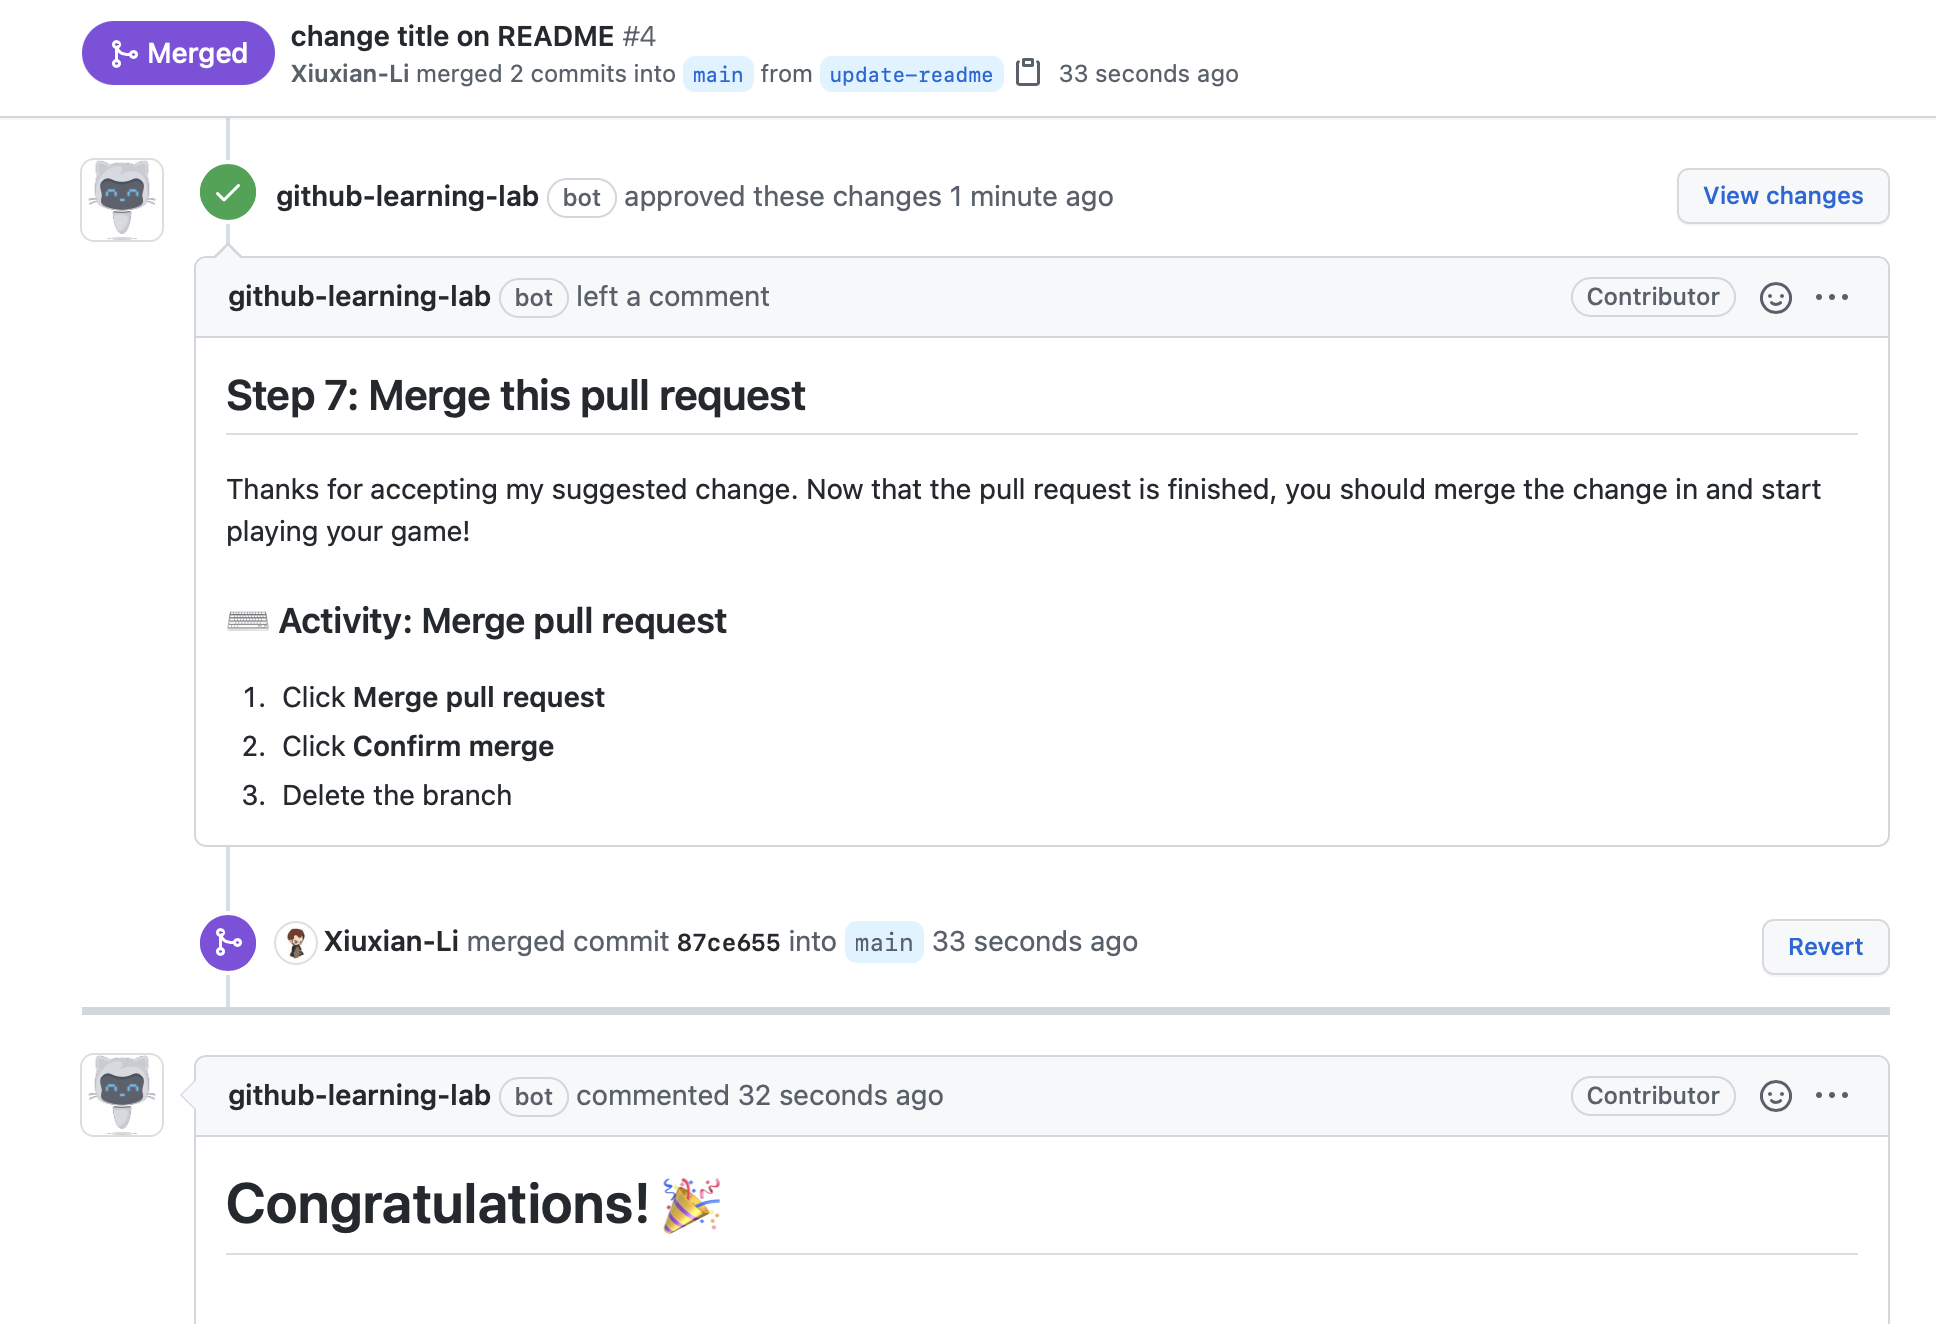 Merged
change title on README #4
Xiuxian-Li merged 2 commits into main from update-readme 33 seconds ago
github-learning-lab bot approved these changes 1 minute ago
View changes
github-learning-lab bot left a comment
Contributor
Step 7: Merge this pull request
Thanks for accepting my suggested change. Now that the pull request is finished, you should merge the change in and start
playing your game!
Activity: Merge pull request
1. Click Merge pull request
2. Click Confirm merge
3. Delete the branch
Xiuxian-Li merged commit 87ce655 into main 33 seconds ago
Revert
github-learning-lab bot commented 32 seconds ago
Contributor
Congratulations! 🎉